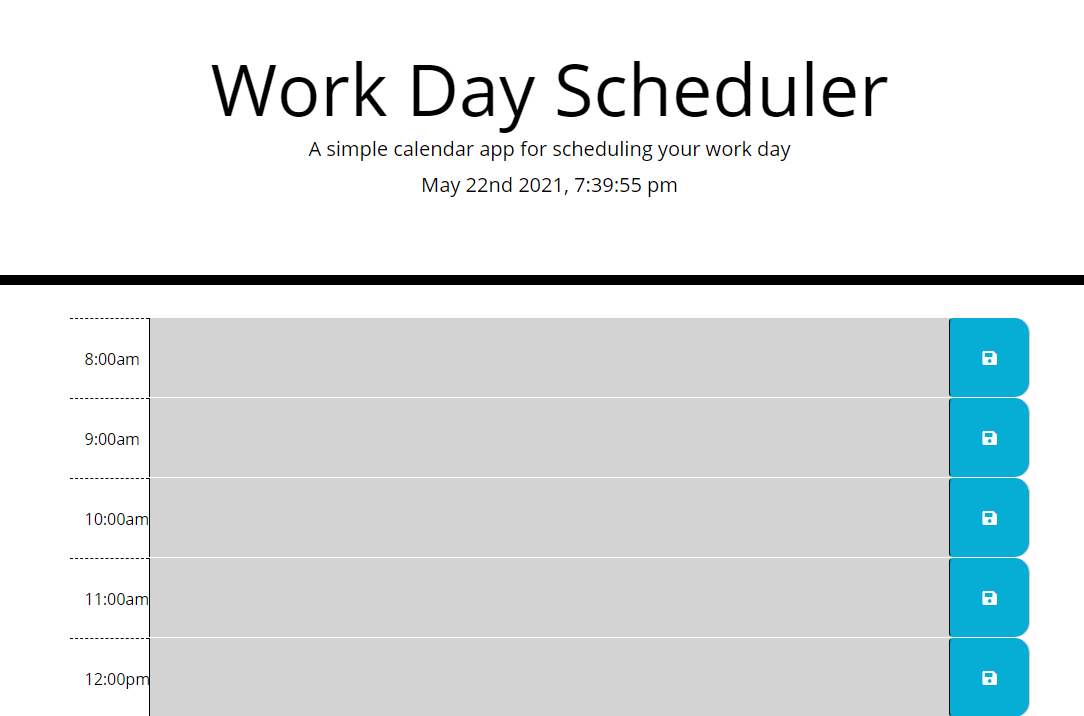 Work Day Scheduler
A simple calendar app for scheduling your work day
May 22nd 2021, 7:39:55 pm
8:00am
9:00am
10:00am
11:00am
12:00pm